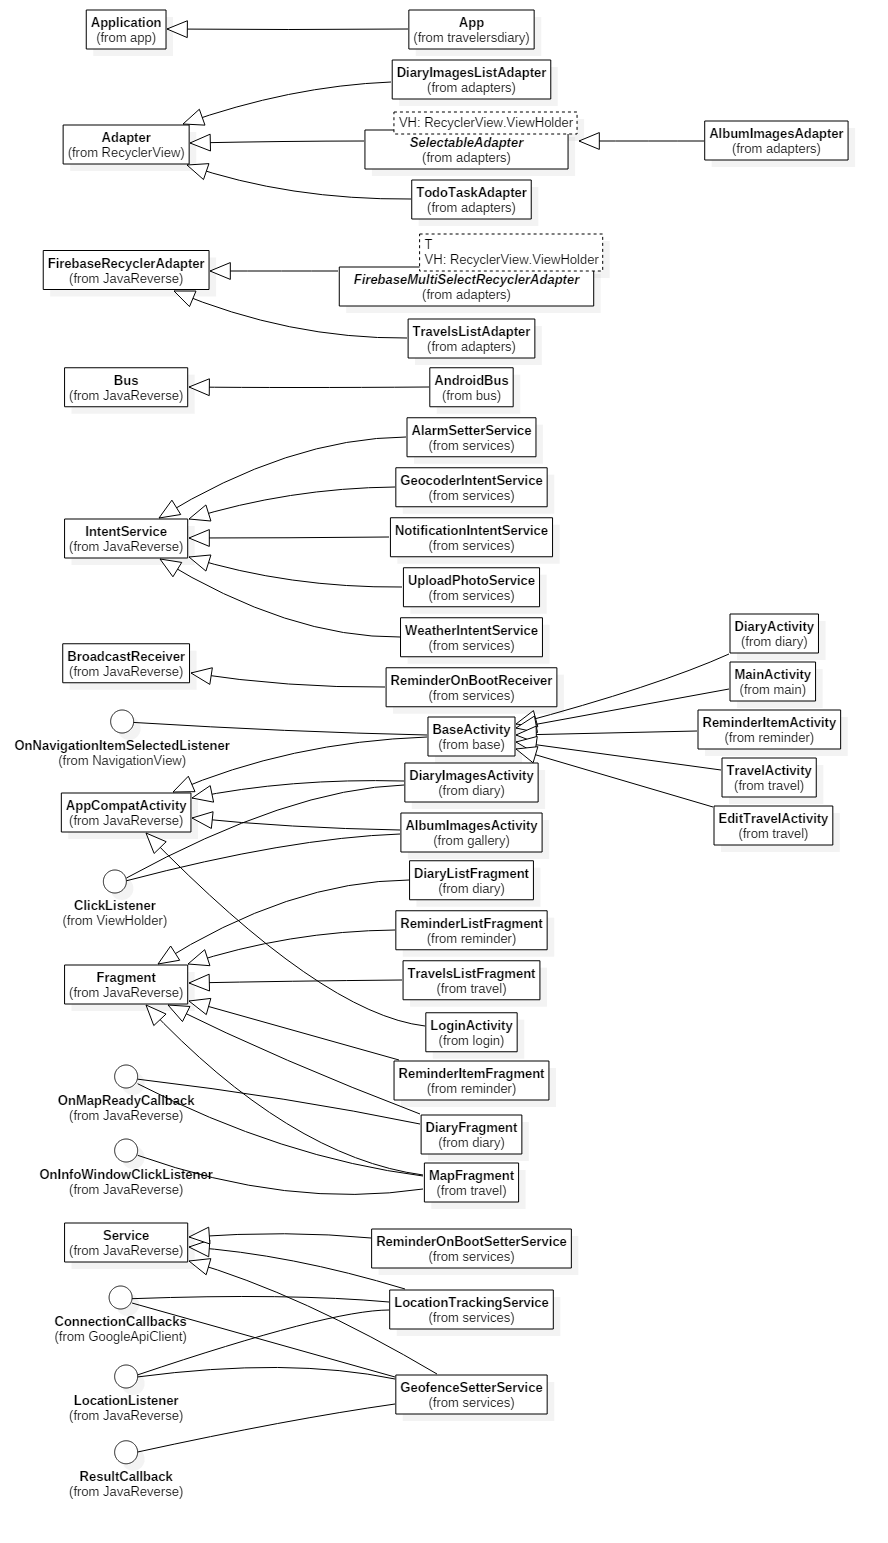 Application
(from app)
App
(from travelersdiary)
DiaryImagesListAdapter
(from adapters)
Adapter
(from RecyclerView)
VH: RecyclerView.ViewHolder
SelectableAdapter
(from adapters)
AlbumImagesAdapter
(from adapters)
TodoTaskAdapter
(from adapters)
FirebaseRecyclerAdapter
(from JavaReverse)
T
VH: RecyclerView.ViewHolder
FirebaseMultiSelectRecyclerAdapter
(from adapters)
TravelsListAdapter
(from adapters)
Bus
(from JavaReverse)
AndroidBus
(from bus)
AlarmSetterService
(from services)
GeocoderIntentService
(from services)
IntentService
(from JavaReverse)
NotificationIntentService
(from services)
UploadPhotoService
(from services)
WeatherIntentService
(from services)
BroadcastReceiver
(from JavaReverse)
ReminderOnBootReceiver
(from services)
DiaryActivity
(from diary)
MainActivity
(from main)
OnNavigationItemSelectedListener
(from NavigationView)
BaseActivity
(from base)
ReminderItemActivity
(from reminder)
TravelActivity
(from travel)
EditTravelActivity
(from travel)
AppCompatActivity
(from JavaReverse)
DiaryImagesActivity
(from diary)
AlbumImagesActivity
(from gallery)
ClickListener
(from ViewHolder)
DiaryListFragment
(from diary)
ReminderListFragment
(from reminder)
Fragment
(from JavaReverse)
TravelsListFragment
(from travel)
LoginActivity
(from login)
ReminderItemFragment
(from reminder)
OnMapReadyCallback
(from JavaReverse)
DiaryFragment
(from diary)
OnInfoWindowClickListener
(from JavaReverse)
MapFragment
(from travel)
Service
(from JavaReverse)
ReminderOnBootSetterService
(from services)
ConnectionCallbacks
(from GoogleApiClient)
LocationTrackingService
(from services)
LocationListener
(from JavaReverse)
GeofenceSetterService
(from services)
ResultCallback
(from JavaReverse)